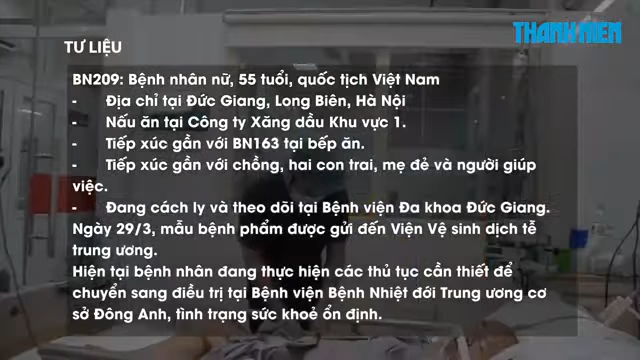 TƯ LIỆU
THANH NIÊN
BN209: Bệnh nhân nữ, 55 tuổi, quốc tịch Việt Nam
- Địa chỉ tại Đức Giang, Long Biên, Hà Nội
- Nấu ăn tại Công ty Xăng dầu Khu vực 1.
- Tiếp xúc gần với BN163 tại bếp ăn.
- Tiếp xúc gần với chồng, hai con trai, mẹ đẻ và người giúp
việc.
- Đang cách ly và theo dõi tại Bệnh viện Đa khoa Đức Giang.
Ngày 29/3, mẫu bệnh phẩm được gửi đến Viện Vệ sinh dịch tễ
trung ương.
Hiện tại bệnh nhân đang thực hiện các thủ tục cần thiết để
chuyển sang điều trị tại Bệnh viện Bệnh Nhiệt đới Trung ương cơ
sở Đông Anh, tình trạng sức khoẻ ổn định.